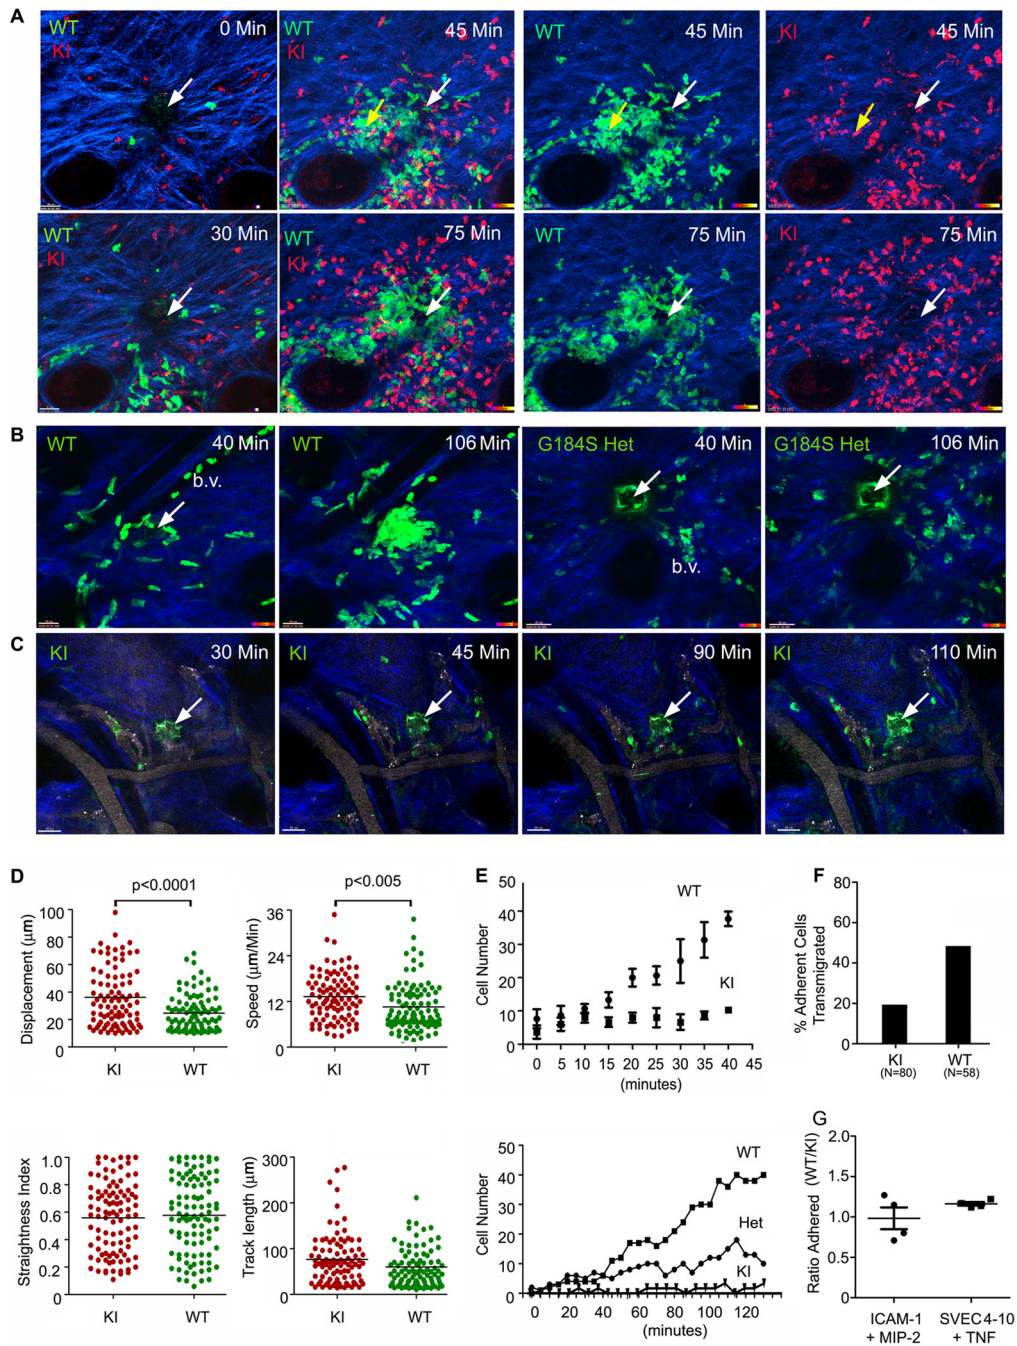 A
WT
KI
0 Min
WT
KI
45 Min
WT
45 Min
KI
45 Min
WT
KI
30 Min
WT
KI
75 Min
WT
75 Min
KI
75 Min
B
WT
40 Min
b.v.
106 Min
G184S Het
40 Min
b.v.
G184S Het
106 Min
C
KI
30 Min
KI
45 Min
KI
90 Min
KI
110 Min
D
p<0.0001
Displacement (μm)
100
80
60
40
20
0
KI
WT
p<0.005
Speed (μm/Min)
36
24
12
0
KI
WT
E
Cell Number
50
40
30
20
10
0
WT
KI
0 5 10 15 20 25 30 35 40 45
(minutes)
F
% Adherent Cells
Transmigrated
80
60
40
20
0
KI
(N=80)
WT
(N=58)
Straightness Index
1.0
0.8
0.6
0.4
0.2
0.0
KI
WT
Track length (μm)
300
200
100
0
KI
WT
Cell Number
50
40
30
20
10
0
WT
Het
KI
0 20 40 60 80 100 120
(minutes)
G
Ratio Adhered (WT/KI)
2.0
1.5
1.0
0.5
0
ICAM-1
+ MIP-2
SVEC4-10
+ TNF